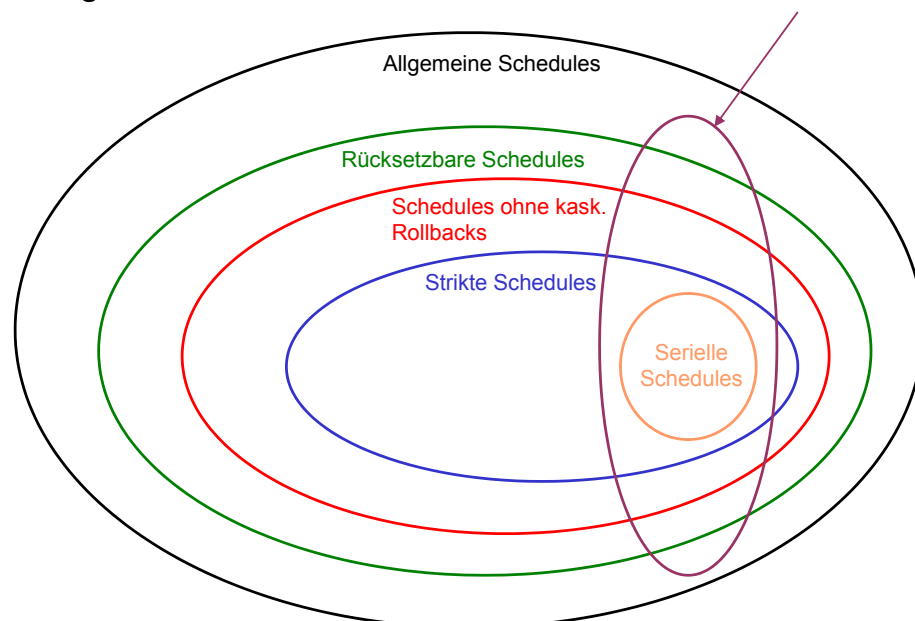 Allgemeine Schedules
Rücksetzbare Schedules
Schedules ohne kask.
Rollbacks
Strikte Schedules
Serielle
Schedules